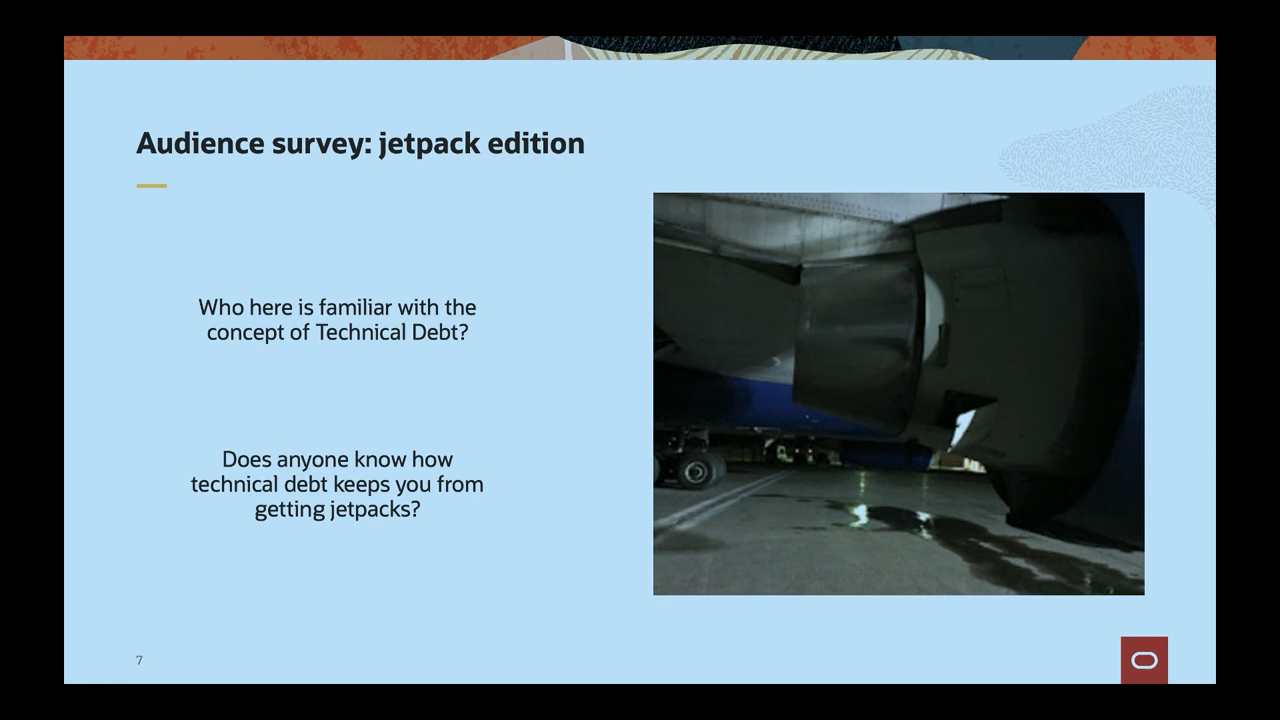 Audience survey: jetpack edition
Who here is familiar with the
concept of Technical Debt?
Does anyone know how
technical debt keeps you from
getting jetpacks?
7